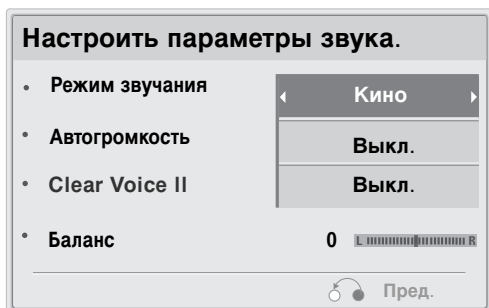 Настроить параметры звука.
• Режим звучания Кино
• Автогромкость Выкл.
• Clear Voice II Выкл.
• Баланс 0 L R
Пред.